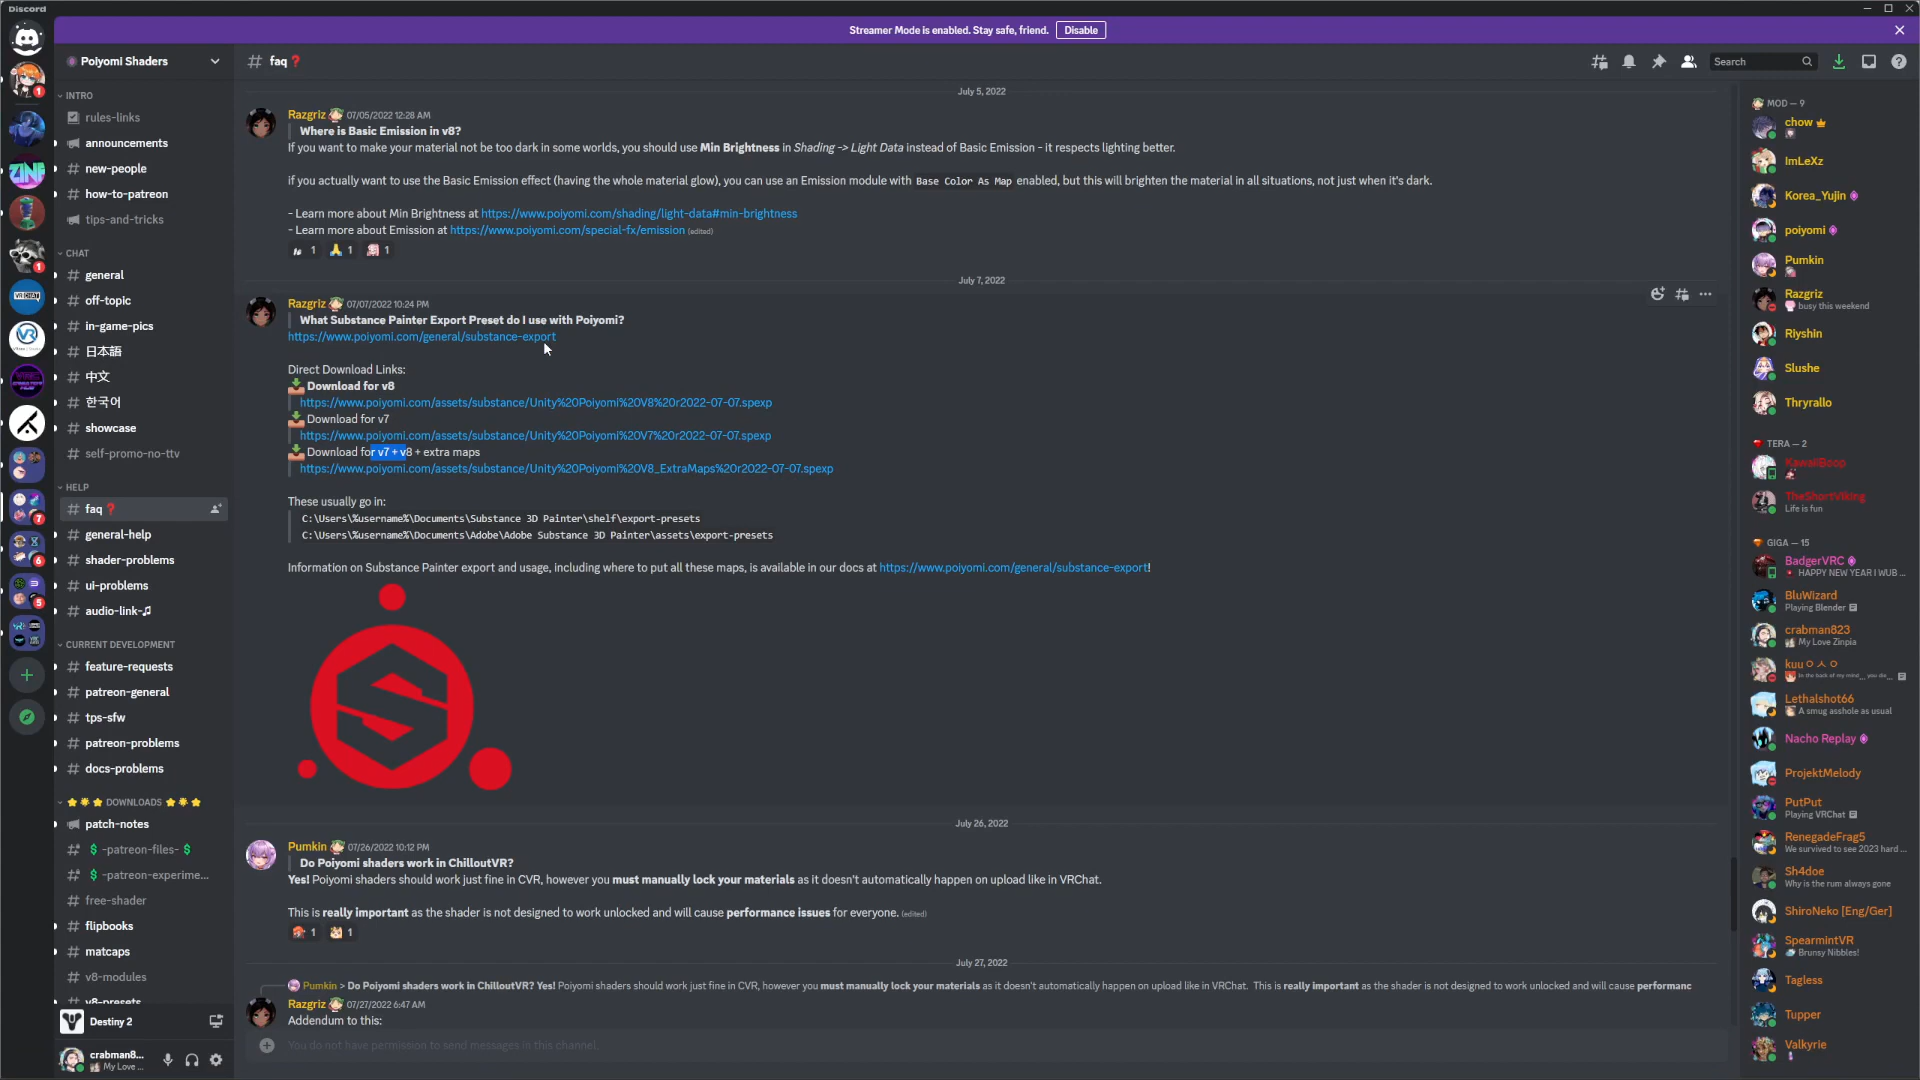 Discord
Streamer Mode is enabled. Stay safe, friend. Disable
Poiyomi Shaders
faq
Search
INTRO
rules-links
announcements
new-people
how-to-patreon
tips-and-tricks
CHAT
general
off-topic
in-game-pics
日本語
中文
한국어
showcase
self-promo-no-ttv
HELP
faq
general-help
shader-problems
ui-problems
audio-link-♫
CURRENT DEVELOPMENT
feature-requests
patreon-general
tps-sfw
patreon-problems
docs-problems
DOWNLOADS
patch-notes
-patreon-files-
-patreon-experime...
free-shader
flipbooks
matcaps
v8-modules
v8-presets
Destiny 2
crabman8...
My Love ...
July 5, 2022
Razgriz 07/05/2022 12:28 AM
Where is Basic Emission in v8?
If you want to make your material not be too dark in some worlds, you should use Min Brightness in Shading -> Light Data instead of Basic Emission - it respects lighting better.
if you actually want to use the Basic Emission effect (having the whole material glow), you can use an Emission module with Base Color As Map enabled, but this will brighten the material in all situations, not just when it's dark.
- Learn more about Min Brightness at https://www.poiyomi.com/shading/light-data#min-brightness
- Learn more about Emission at https://www.poiyomi.com/special-fx/emission (edited)
1 1 1
July 7, 2022
Razgriz 07/07/2022 10:24 PM
What Substance Painter Export Preset do I use with Poiyomi?
https://www.poiyomi.com/general/substance-export
Direct Download Links:
Download for v8
https://www.poiyomi.com/assets/substance/Unity%20Poiyomi%20V8%20r2022-07-07.spexp
Download for v7
https://www.poiyomi.com/assets/substance/Unity%20Poiyomi%20V7%20r2022-07-07.spexp
Download for v7 + v8 + extra maps
https://www.poiyomi.com/assets/substance/Unity%20Poiyomi%20V8_ExtraMaps%20r2022-07-07.spexp
These usually go in:
C:\Users\%username%\Documents\Substance 3D Painter\shelf\export-presets
C:\Users\%username%\Documents\Adobe\Adobe Substance 3D Painter\assets\export-presets
Information on Substance Painter export and usage, including where to put all these maps, is available in our docs at https://www.poiyomi.com/general/substance-export!
July 26, 2022
Pumkin 07/26/2022 10:12 PM
Do Poiyomi shaders work in ChilloutVR?
Yes! Poiyomi shaders should work just fine in CVR, however you must manually lock your materials as it doesn't automatically happen on upload like in VRChat.
This is really important as the shader is not designed to work unlocked and will cause performance issues for everyone. (edited)
1 1
July 27, 2022
Pumkin > Do Poiyomi shaders work in ChilloutVR? Yes! Poiyomi shaders should work just fine in CVR, however you must manually lock your materials as it doesn't automatically happen on upload like in VRChat. This is really important as the shader is not designed to work unlocked and will cause performanc
Razgriz 07/27/2022 6:47 AM
Addendum to this:
You do not have permission to send messages in this channel.
MOD — 9
chow
ImLeXz
Korea_Yujin
poiyomi
Pumkin
Razgriz
busy this weekend
Riyshin
Slushe
Thryrallo
TERA — 2
KawaiiBoop
TheShortViking
Life is fun
GIGA — 15
BadgerVRC
HAPPY NEW YEAR I WUB ...
BluWizard
Playing Blender
crabman823
My Love Zinpia
kuuㅇㅅㅇ
In the back of my mind,,, you die...
Lethalshot66
A smug asshole as usual
Nacho Replay
ProjektMelody
PutPut
Playing VRChat
RenegadeFrag5
We survived to see 2023 hard ...
Sh4doe
Why is the rum always gone
ShiroNeko [Eng/Ger]
SpearmintVR
Brunsy Nibbles!
Tagless
Tupper
Valkyrie